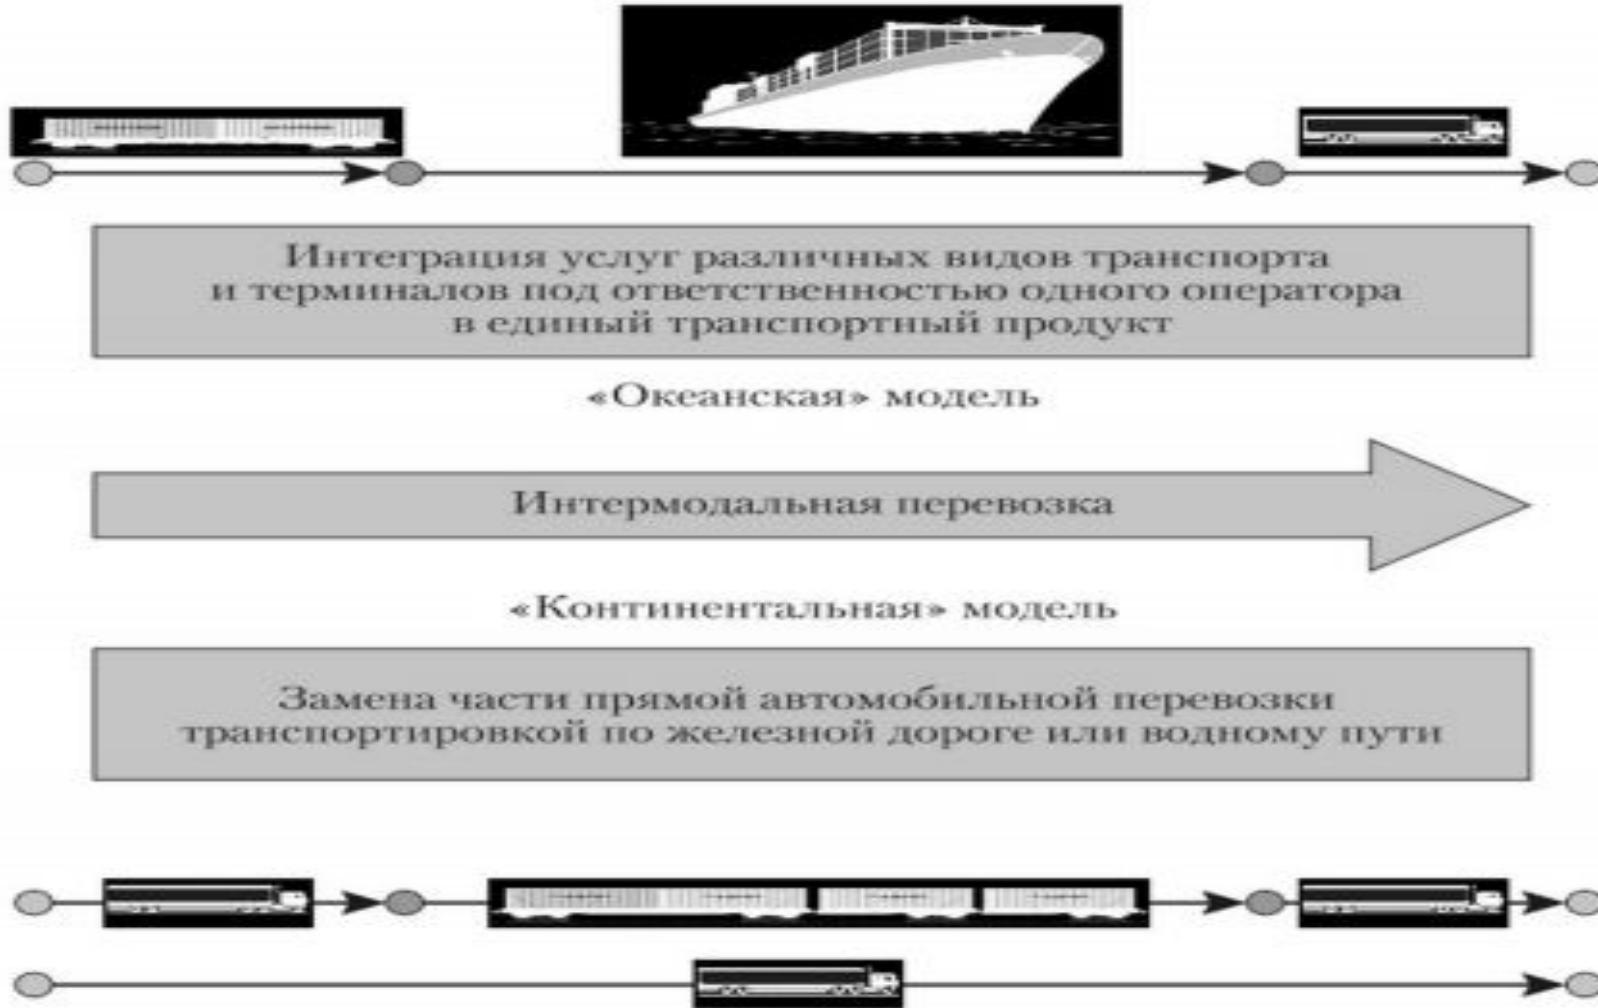 Интеграция услуг различных видов транспорта
и терминалов под ответственностью одного оператора
в единый транспортный продукт
«Океанская» модель
Интермодальная перевозка
«Континентальная» модель
Замена части прямой автомобильной перевозки
транспортировкой по железной дороге или водному пути